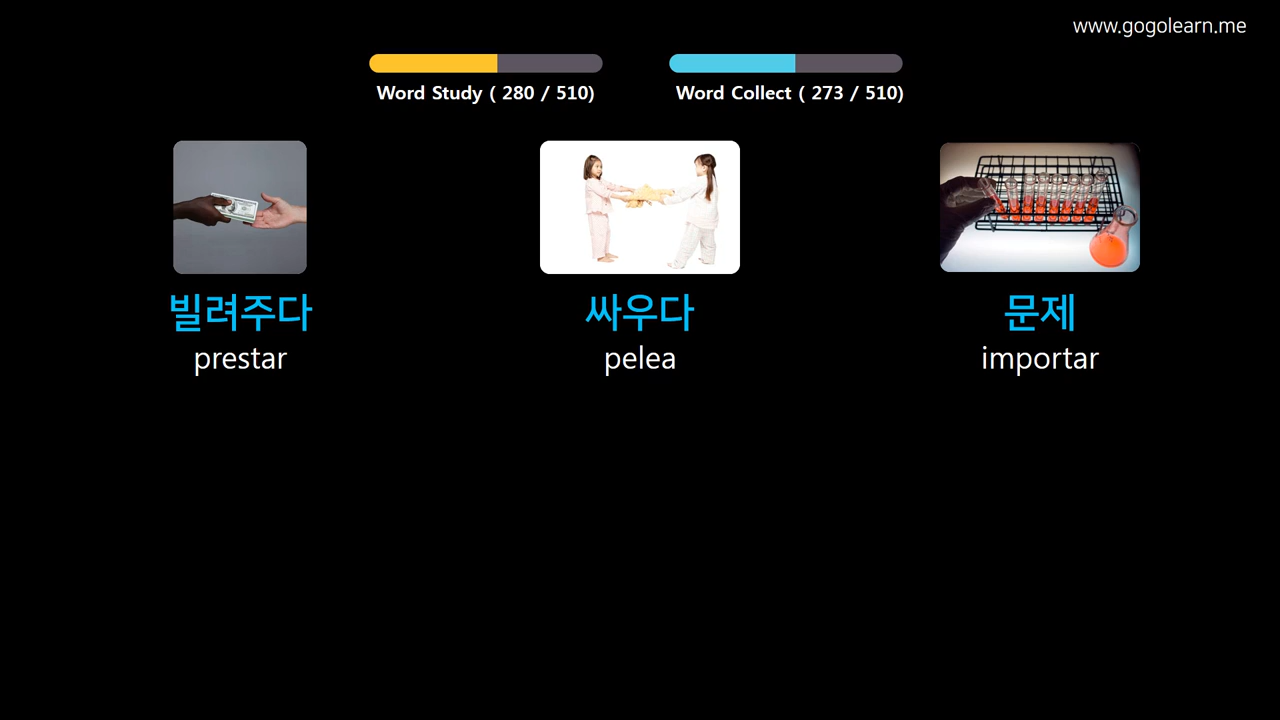 www.gogolearn.me
Word Study ( 280 / 510)
Word Collect ( 273 / 510)
빌려주다
싸우다
문제
prestar
pelea
importar